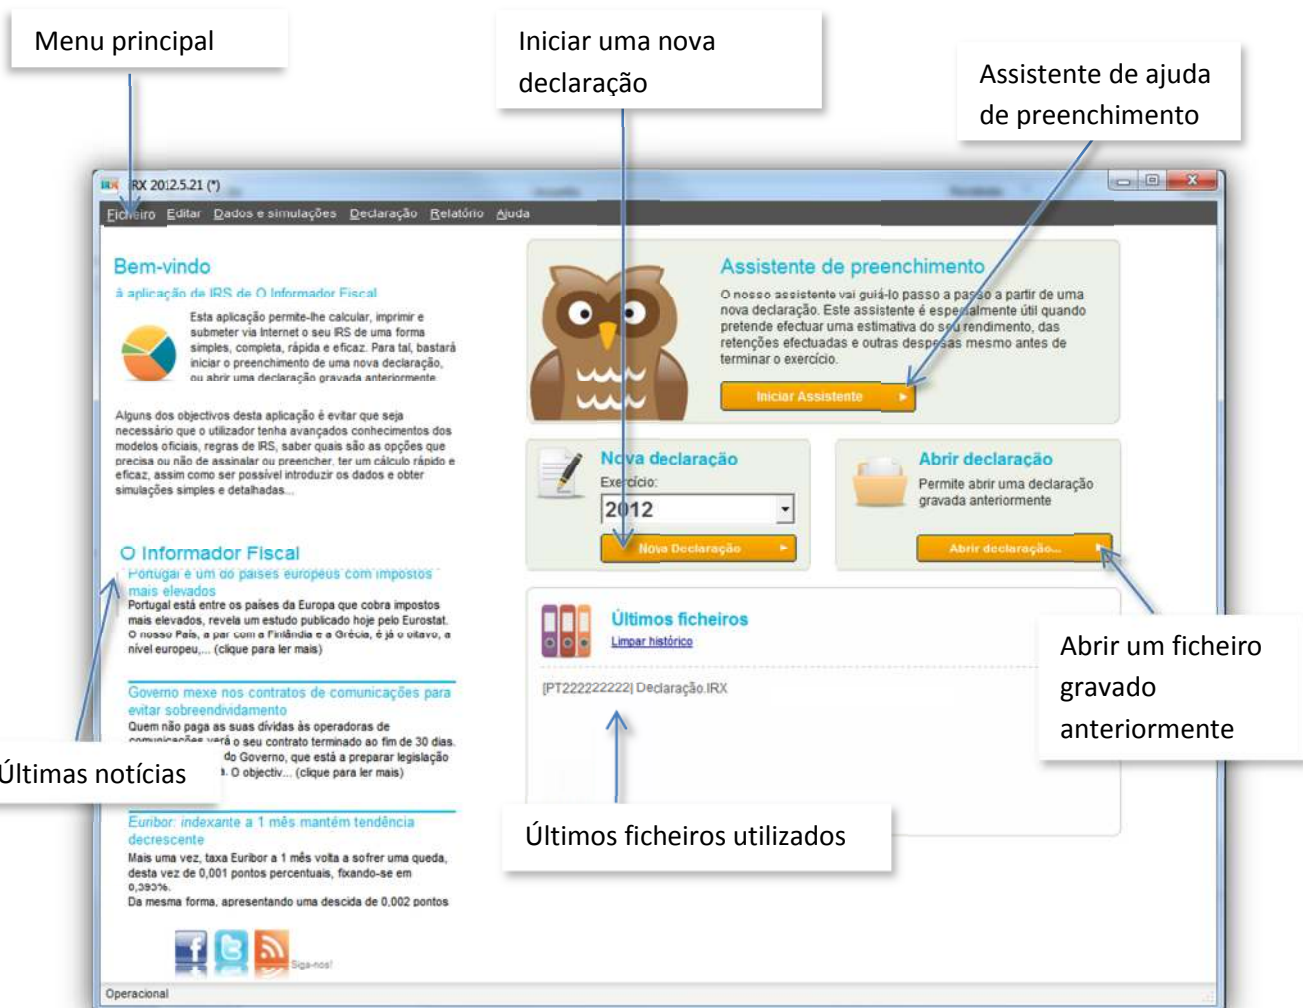 Menu principal
Iniciar uma nova
declaração
Assistente de ajuda
de preenchimento
IRX 2012.5.21 (*)
Ficheiro Editar Dados e simulações Declaração Relatório Ajuda
Bem-vindo
à aplicação de IRS de O Informador Fiscal
Esta aplicação permite-lhe calcular, imprimir e
submeter via Internet o seu IRS de uma forma
simples, completa, rápida e eficaz. Para tal, bastará
iniciar o preenchimento de uma nova declaração,
ou abrir uma declaração gravada anteriormente
Alguns dos objectivos desta aplicação é evitar que seja
necessário que o utilizador tenha avançados conhecimentos dos
modelos oficiais, regras de IRS, saber quais são as opções que
precisa ou não de assinalar ou preencher, ter um cálculo rápido e
eficaz, assim como ser possível introduzir os dados e obter
simulações simples e detalhadas...
O Informador Fiscal
Portugal é um do países europeus com impostos
mais elevados
Portugal está entre os países da Europa que cobra impostos
mais elevados, revela um estudo publicado hoje pelo Eurostat.
O nosso País, a par com a Finlândia e a Grécia, é já o oitavo, a
nível europeu,... (clique para ler mais)
Governo mexe nos contratos de comunicações para
evitar sobreendividamento
Quem não paga as suas dívidas às operadoras de
comunicações verá o seu contrato terminado ao fim de 30 dias.
do Governo, que está a preparar legislação
a. O objectiv... (clique para ler mais)
Últimas notícias
Euribor: indexante a 1 mês mantém tendência
decrescente
Mais uma vez, taxa Euribor a 1 mês volta a sofrer uma queda,
desta vez de 0,001 pontos percentuais, fixando-se em
0,393%.
Da mesma forma, apresentando uma descida de 0,002 pontos
Siga-nos!
Operacional
Assistente de preenchimento
O nosso assistente vai guiá-lo passo a passo a partir de uma
nova declaração. Este assistente é especialmente útil quando
pretende efectuar uma estimativa do seu rendimento, das
retenções efectuadas e outras despesas mesmo antes de
terminar o exercício.
Iniciar Assistente
Nova declaração
Exercício:
2012
Nova Declaração
Abrir declaração
Permite abrir uma declaração
gravada anteriormente
Abrir declaração...
Últimos ficheiros
Limpar histórico
[PT222222222] Declaração.IRX
Abrir um ficheiro
gravado
anteriormente
Últimos ficheiros utilizados